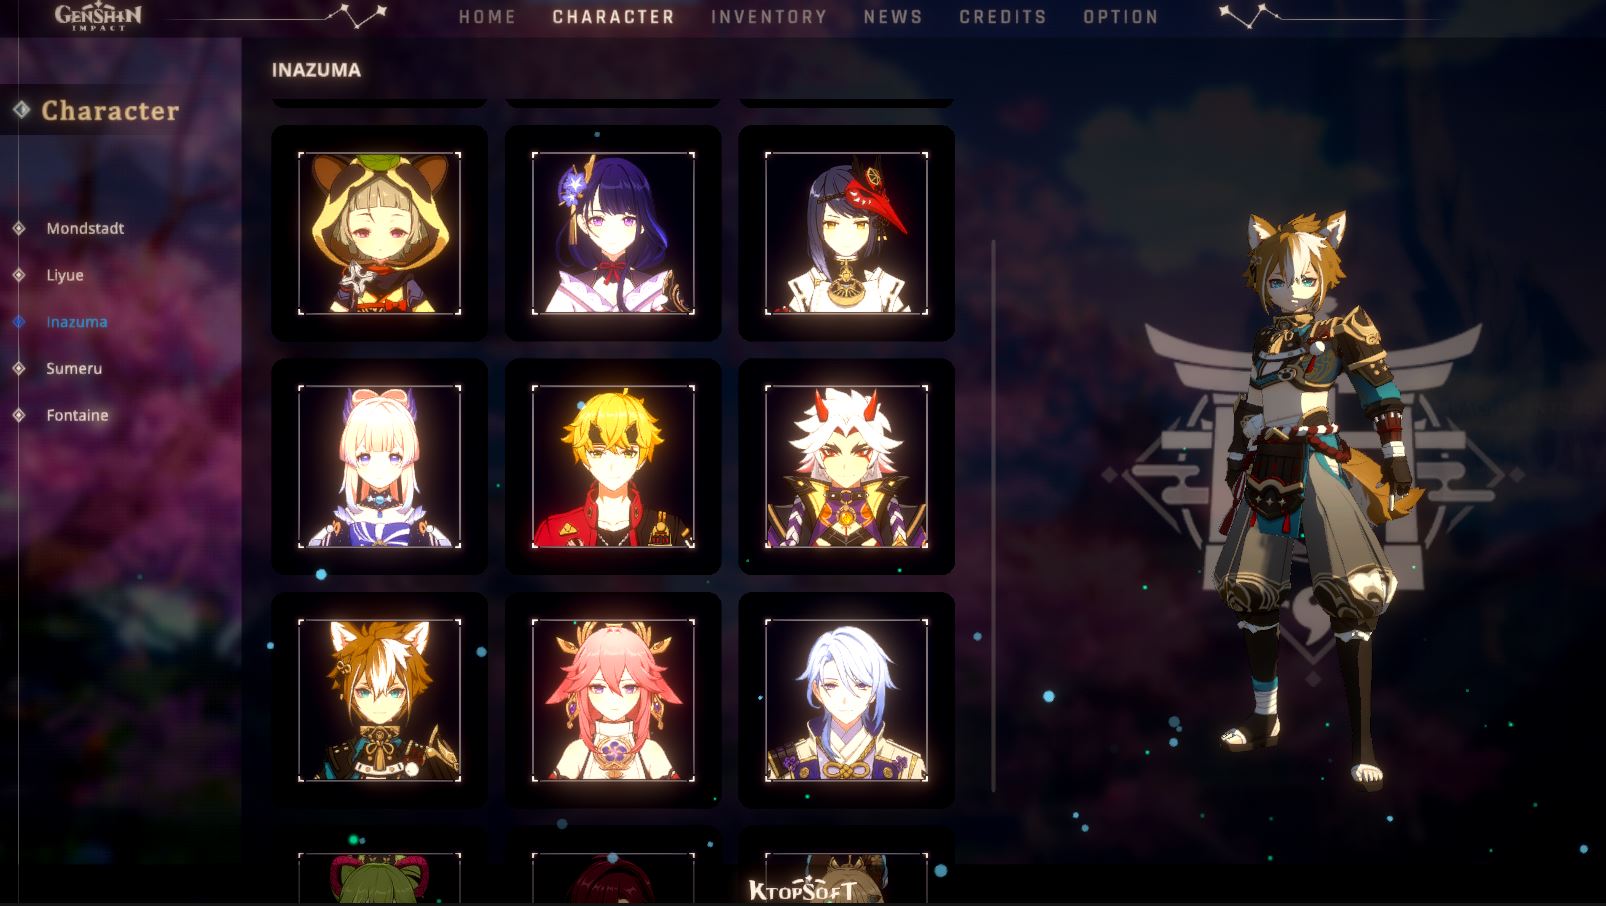 GENSHIN
IMPACT
HOME CHARACTER INVENTORY NEWS CREDITS OPTION
INAZUMA
Character
Mondstadt
Liyue
Inazuma
Sumeru
Fontaine
KTOPSOFT